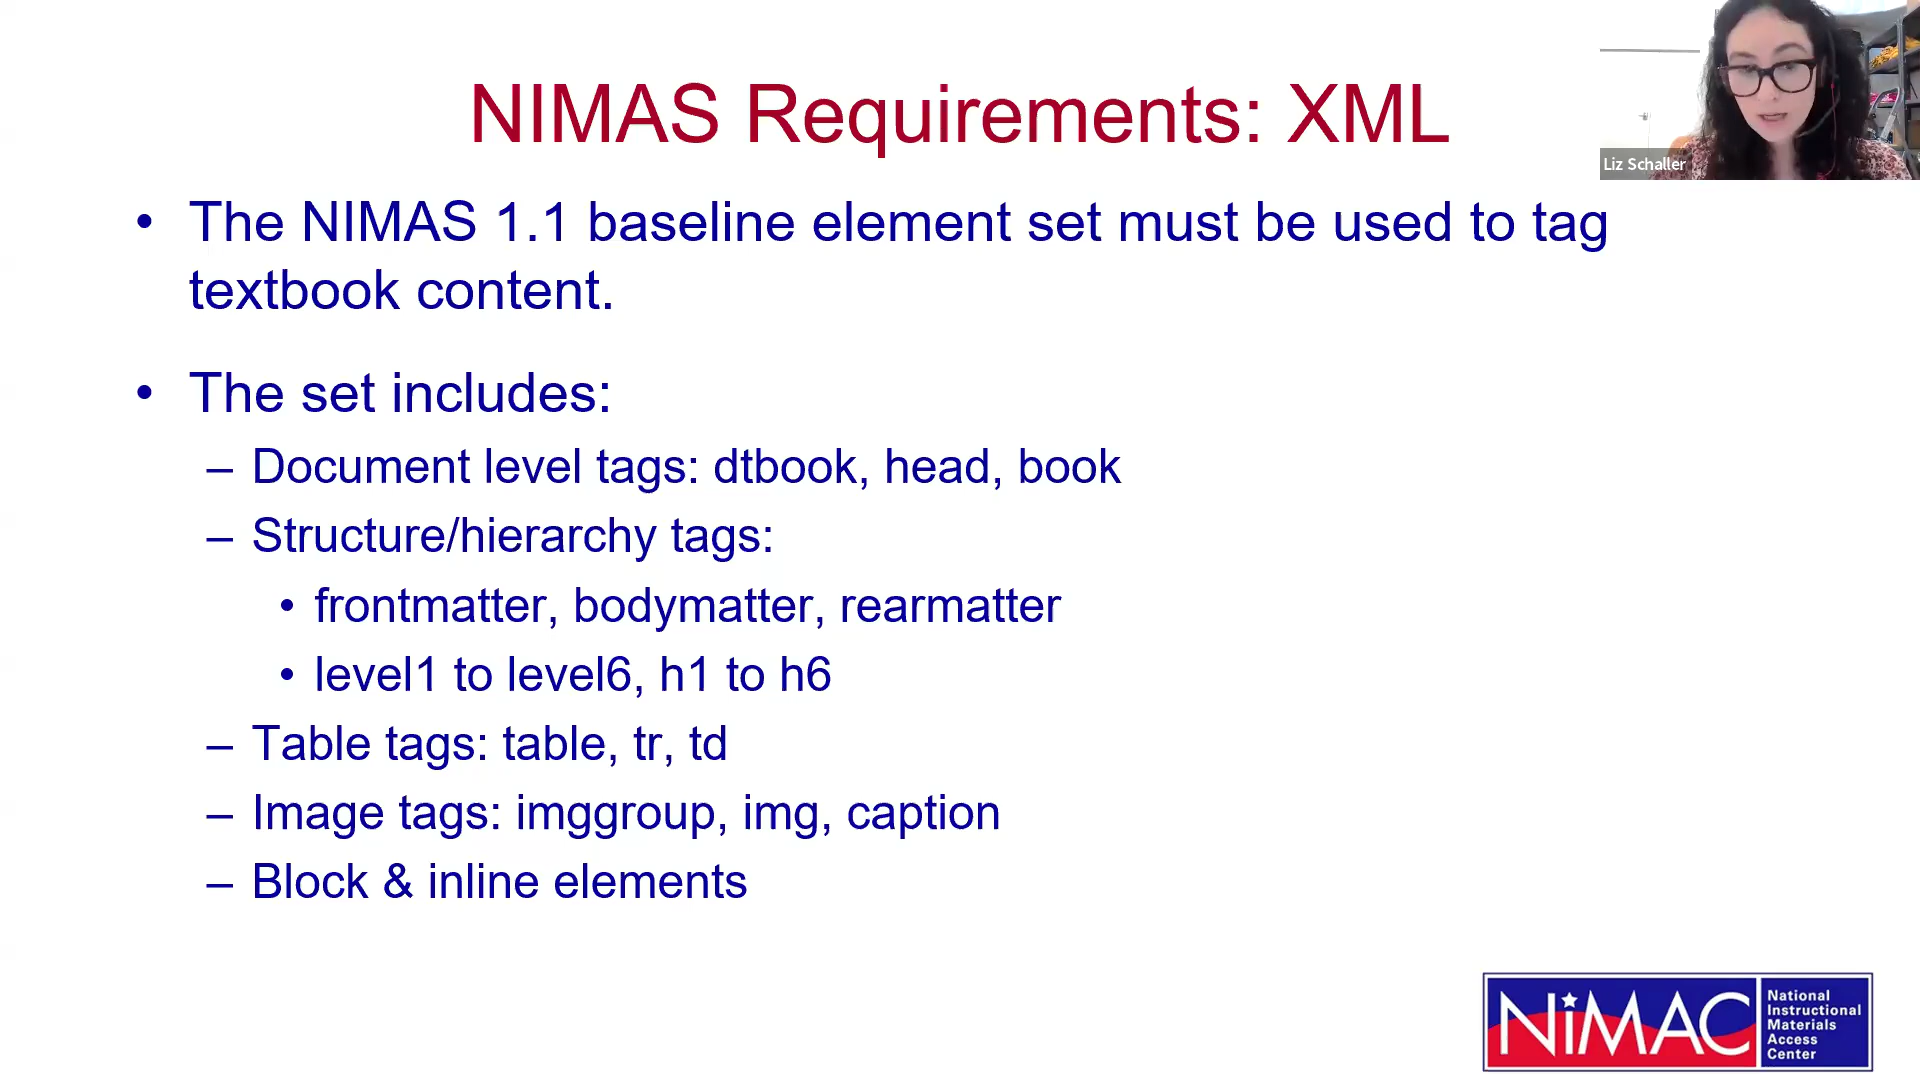 NIMAS Requirements: XML
Liz Schaller
• The NIMAS 1.1 baseline element set must be used to tag
textbook content.
• The set includes:
– Document level tags: dtbook, head, book
– Structure/hierarchy tags:
• frontmatter, bodymatter, rearmatter
• level1 to level6, h1 to h6
– Table tags: table, tr, td
– Image tags: imggroup, img, caption
– Block & inline elements
NiMAC
National
Instructional
Materials
Access
Center